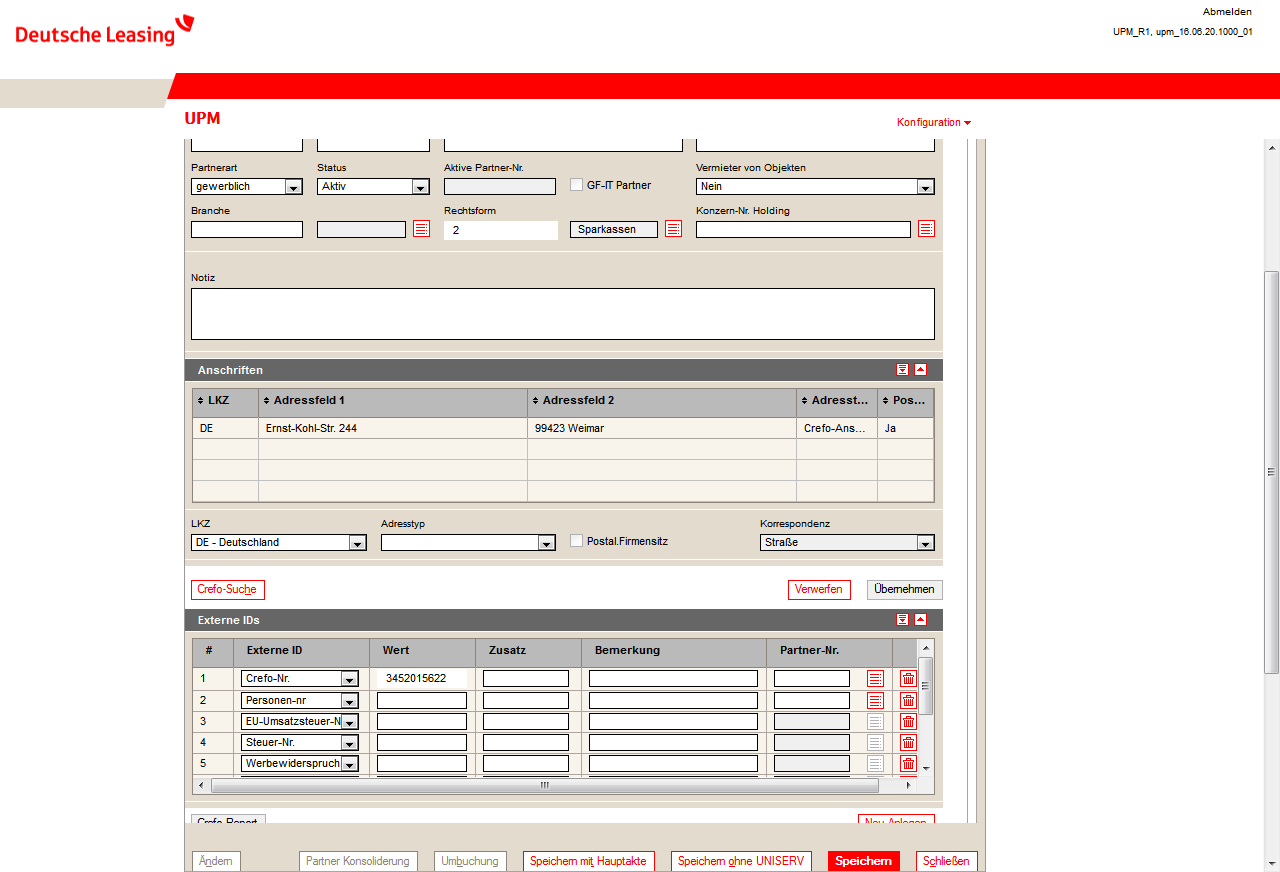 Abmelden
Deutsche Leasing
UPM_R1, upm_16.06.20.1000_01
UPM
Konfiguration
Partnerart Status Aktive Partner-Nr. Vermieter von Objekten
gewerblich Aktiv GF-IT Partner Nein
Branche Rechtsform Konzern-Nr. Holding
2 Sparkassen
Notiz
Anschriften
LKZ Adressfeld 1 Adressfeld 2 Adresst... Pos...
DE Ernst-Kohl-Str. 244 99423 Weimar Crefo-Ans... Ja
LKZ Adresstyp Korrespondenz
DE - Deutschland Postal.Firmensitz Straße
Crefo-Suche Verwerfen Übernehmen
Externe IDs
# Externe ID Wert Zusatz Bemerkung Partner-Nr.
1 Crefo-Nr. 3452015622
2 Personen-nr
3 EU-Umsatzsteuer-N
4 Steuer-Nr.
5 Werbewiderspruch
Crefo-Report Neu Anlegen
Ändern Partner Konsoliderung Umbuchung Speichern mit Hauptakte Speichern ohne UNISERV Speichern Schließen